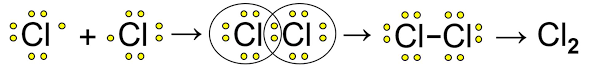 Cl + Cl → Cl Cl → Cl–Cl → Cl₂